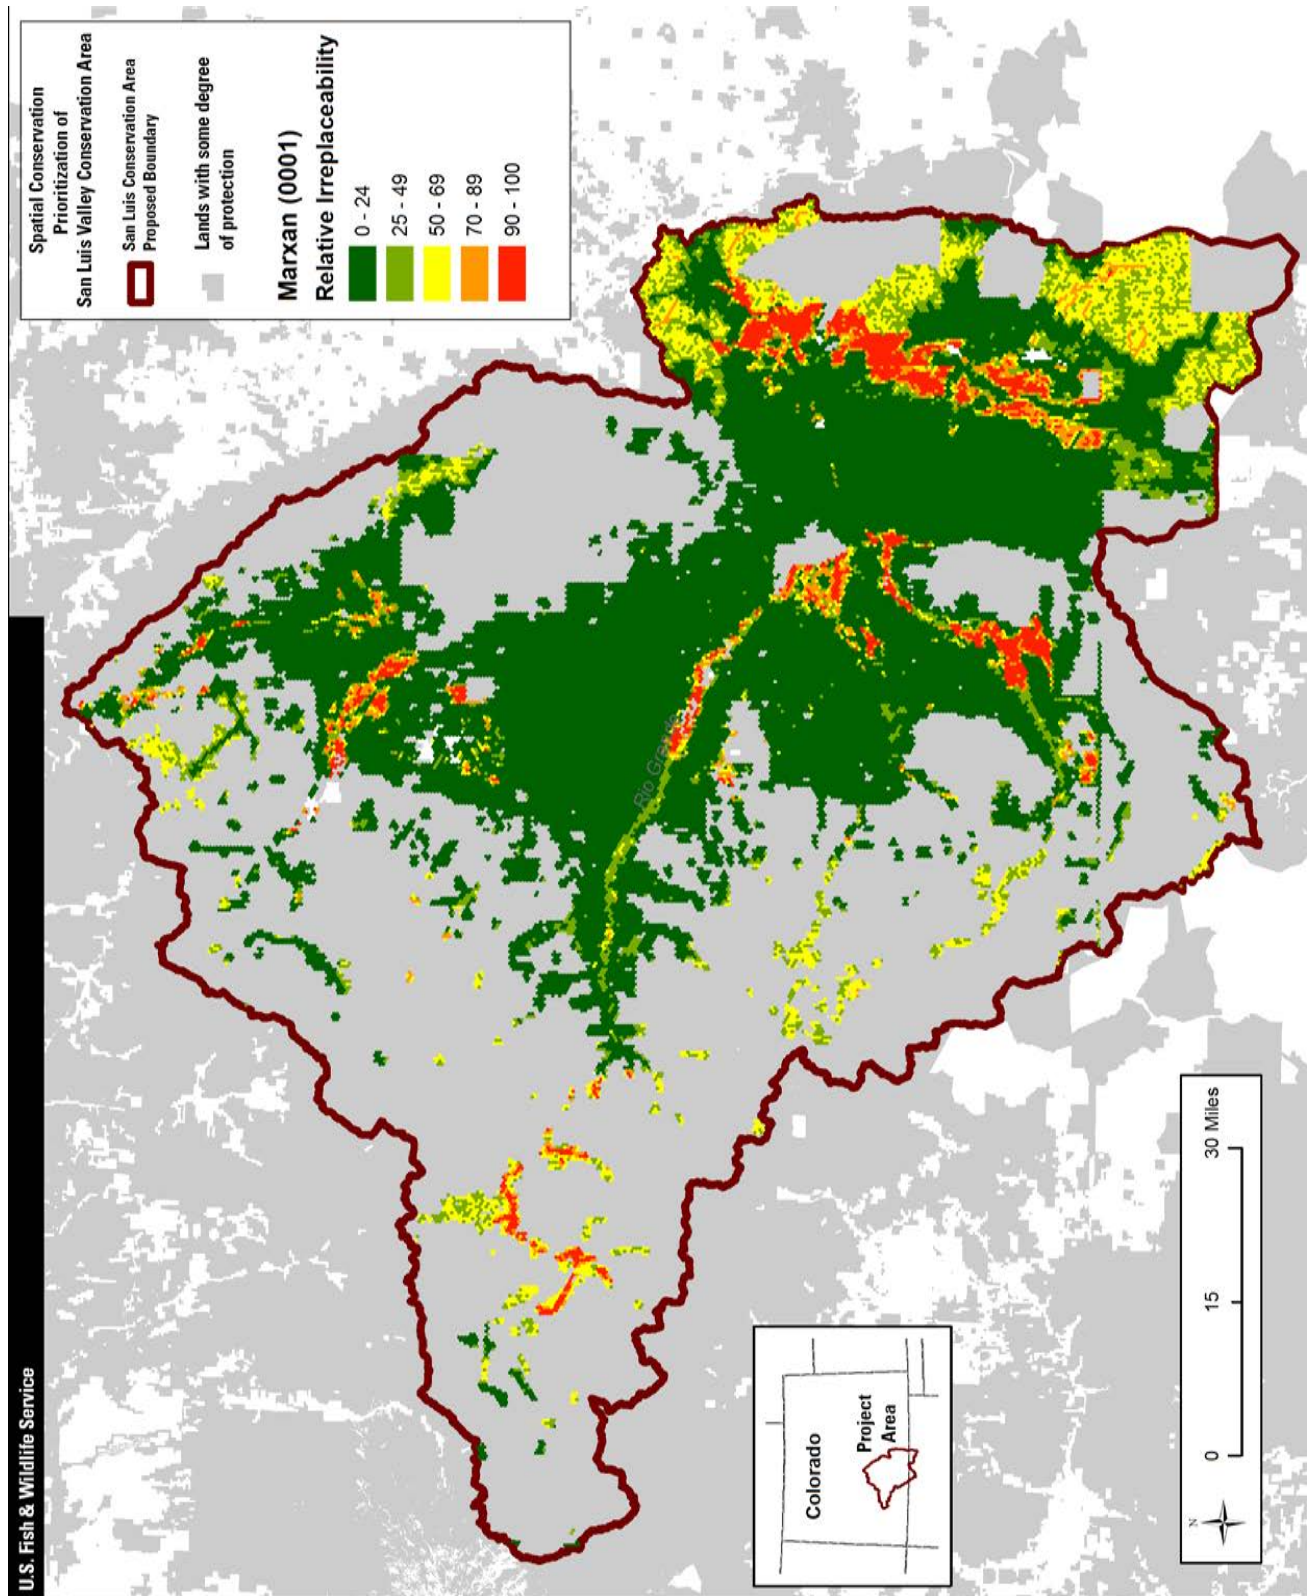 U.S. Fish & Wildlife Service
Spatial Conservation
Prioritization of
San Luis Valley Conservation Area
San Luis Conservation Area
Proposed Boundary
Lands with some degree
of protection
Marxan (0001)
Relative Irreplaceability
0 - 24
25 - 49
50 - 69
70 - 89
90 - 100
Rio Grande
Colorado
Project
Area
N
0 15 30 Miles